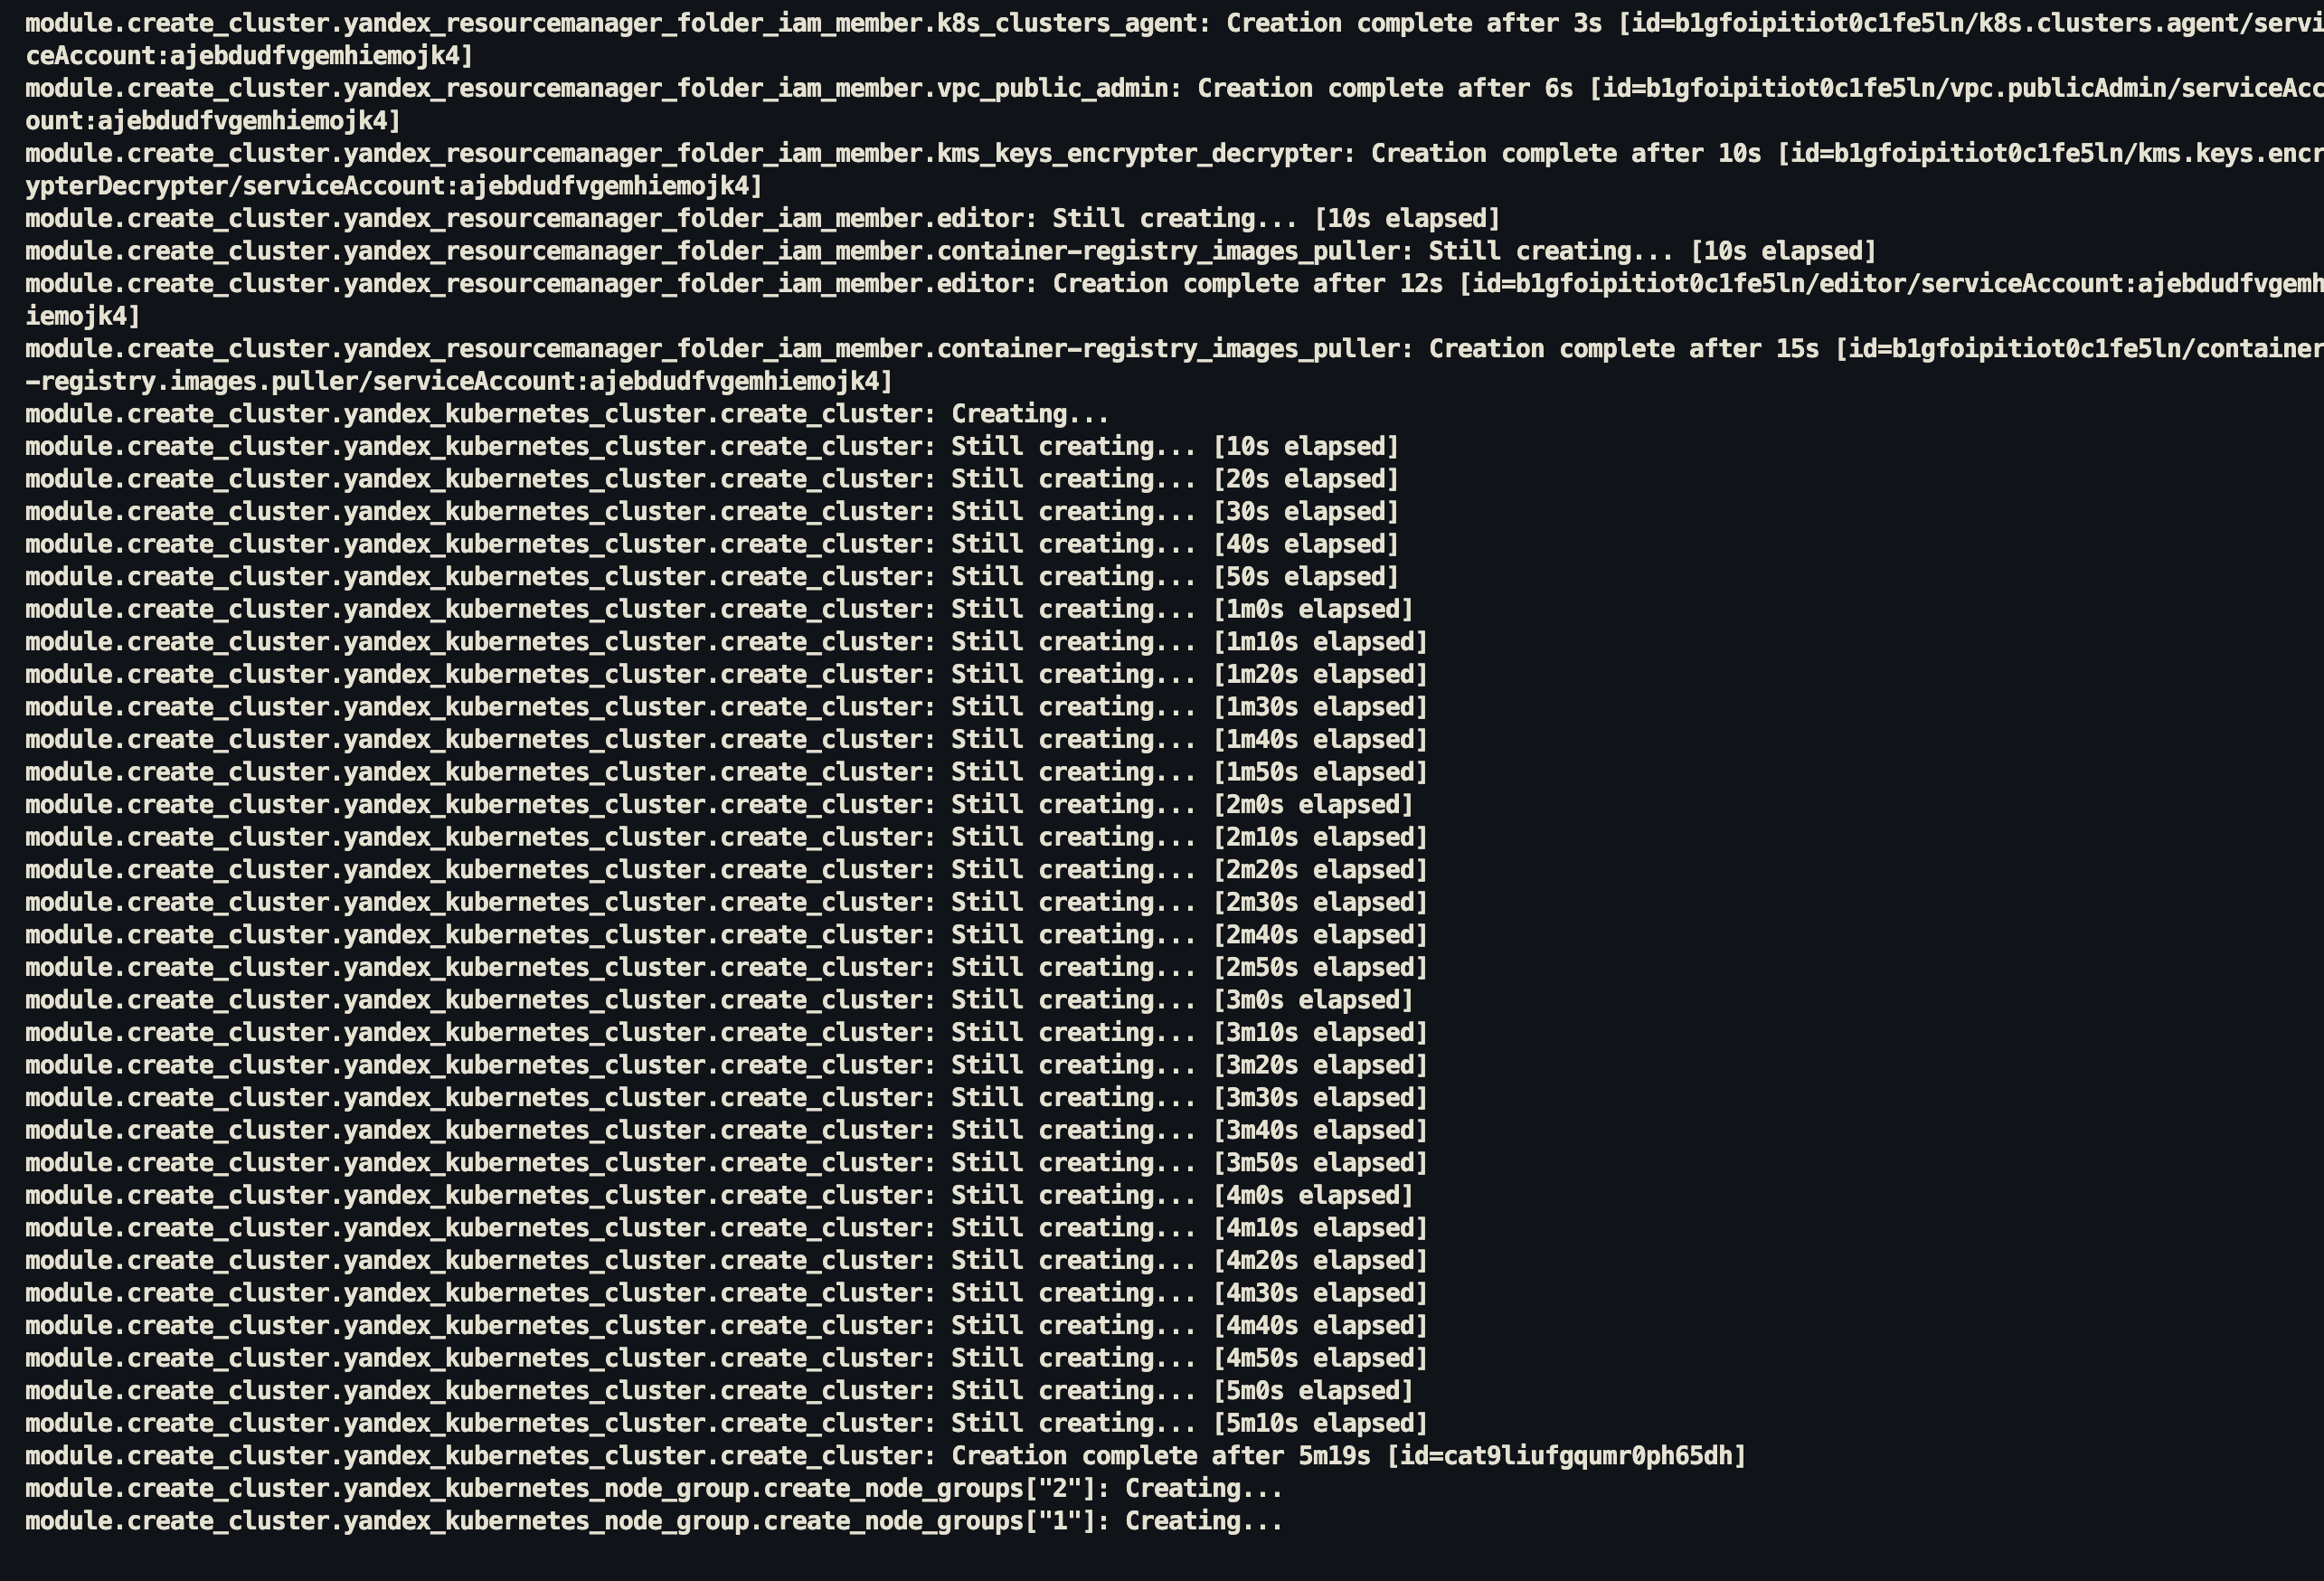 module.create_cluster.yandex_resourcemanager_folder_iam_member.k8s_clusters_agent: Creation complete after 3s [id=b1gfoipitiot0c1fe5ln/k8s.clusters.agent/servi
ceAccount:ajebdudfvgemhiemojk4]
module.create_cluster.yandex_resourcemanager_folder_iam_member.vpc_public_admin: Creation complete after 6s [id=b1gfoipitiot0c1fe5ln/vpc.publicAdmin/serviceAcc
ount:ajebdudfvgemhiemojk4]
module.create_cluster.yandex_resourcemanager_folder_iam_member.kms_keys_encrypter_decrypter: Creation complete after 10s [id=b1gfoipitiot0c1fe5ln/kms.keys.encr
ypterDecrypter/serviceAccount:ajebdudfvgemhiemojk4]
module.create_cluster.yandex_resourcemanager_folder_iam_member.editor: Still creating... [10s elapsed]
module.create_cluster.yandex_resourcemanager_folder_iam_member.container-registry_images_puller: Still creating... [10s elapsed]
module.create_cluster.yandex_resourcemanager_folder_iam_member.editor: Creation complete after 12s [id=b1gfoipitiot0c1fe5ln/editor/serviceAccount:ajebdudfvgemh
iemojk4]
module.create_cluster.yandex_resourcemanager_folder_iam_member.container-registry_images_puller: Creation complete after 15s [id=b1gfoipitiot0c1fe5ln/container
-registry.images.puller/serviceAccount:ajebdudfvgemhiemojk4]
module.create_cluster.yandex_kubernetes_cluster.create_cluster: Creating...
module.create_cluster.yandex_kubernetes_cluster.create_cluster: Still creating... [10s elapsed]
module.create_cluster.yandex_kubernetes_cluster.create_cluster: Still creating... [20s elapsed]
module.create_cluster.yandex_kubernetes_cluster.create_cluster: Still creating... [30s elapsed]
module.create_cluster.yandex_kubernetes_cluster.create_cluster: Still creating... [40s elapsed]
module.create_cluster.yandex_kubernetes_cluster.create_cluster: Still creating... [50s elapsed]
module.create_cluster.yandex_kubernetes_cluster.create_cluster: Still creating... [1m0s elapsed]
module.create_cluster.yandex_kubernetes_cluster.create_cluster: Still creating... [1m10s elapsed]
module.create_cluster.yandex_kubernetes_cluster.create_cluster: Still creating... [1m20s elapsed]
module.create_cluster.yandex_kubernetes_cluster.create_cluster: Still creating... [1m30s elapsed]
module.create_cluster.yandex_kubernetes_cluster.create_cluster: Still creating... [1m40s elapsed]
module.create_cluster.yandex_kubernetes_cluster.create_cluster: Still creating... [1m50s elapsed]
module.create_cluster.yandex_kubernetes_cluster.create_cluster: Still creating... [2m0s elapsed]
module.create_cluster.yandex_kubernetes_cluster.create_cluster: Still creating... [2m10s elapsed]
module.create_cluster.yandex_kubernetes_cluster.create_cluster: Still creating... [2m20s elapsed]
module.create_cluster.yandex_kubernetes_cluster.create_cluster: Still creating... [2m30s elapsed]
module.create_cluster.yandex_kubernetes_cluster.create_cluster: Still creating... [2m40s elapsed]
module.create_cluster.yandex_kubernetes_cluster.create_cluster: Still creating... [2m50s elapsed]
module.create_cluster.yandex_kubernetes_cluster.create_cluster: Still creating... [3m0s elapsed]
module.create_cluster.yandex_kubernetes_cluster.create_cluster: Still creating... [3m10s elapsed]
module.create_cluster.yandex_kubernetes_cluster.create_cluster: Still creating... [3m20s elapsed]
module.create_cluster.yandex_kubernetes_cluster.create_cluster: Still creating... [3m30s elapsed]
module.create_cluster.yandex_kubernetes_cluster.create_cluster: Still creating... [3m40s elapsed]
module.create_cluster.yandex_kubernetes_cluster.create_cluster: Still creating... [3m50s elapsed]
module.create_cluster.yandex_kubernetes_cluster.create_cluster: Still creating... [4m0s elapsed]
module.create_cluster.yandex_kubernetes_cluster.create_cluster: Still creating... [4m10s elapsed]
module.create_cluster.yandex_kubernetes_cluster.create_cluster: Still creating... [4m20s elapsed]
module.create_cluster.yandex_kubernetes_cluster.create_cluster: Still creating... [4m30s elapsed]
module.create_cluster.yandex_kubernetes_cluster.create_cluster: Still creating... [4m40s elapsed]
module.create_cluster.yandex_kubernetes_cluster.create_cluster: Still creating... [4m50s elapsed]
module.create_cluster.yandex_kubernetes_cluster.create_cluster: Still creating... [5m0s elapsed]
module.create_cluster.yandex_kubernetes_cluster.create_cluster: Still creating... [5m10s elapsed]
module.create_cluster.yandex_kubernetes_cluster.create_cluster: Creation complete after 5m19s [id=cat9liufgqumr0ph65dh]
module.create_cluster.yandex_kubernetes_node_group.create_node_groups["2"]: Creating...
module.create_cluster.yandex_kubernetes_node_group.create_node_groups["1"]: Creating...